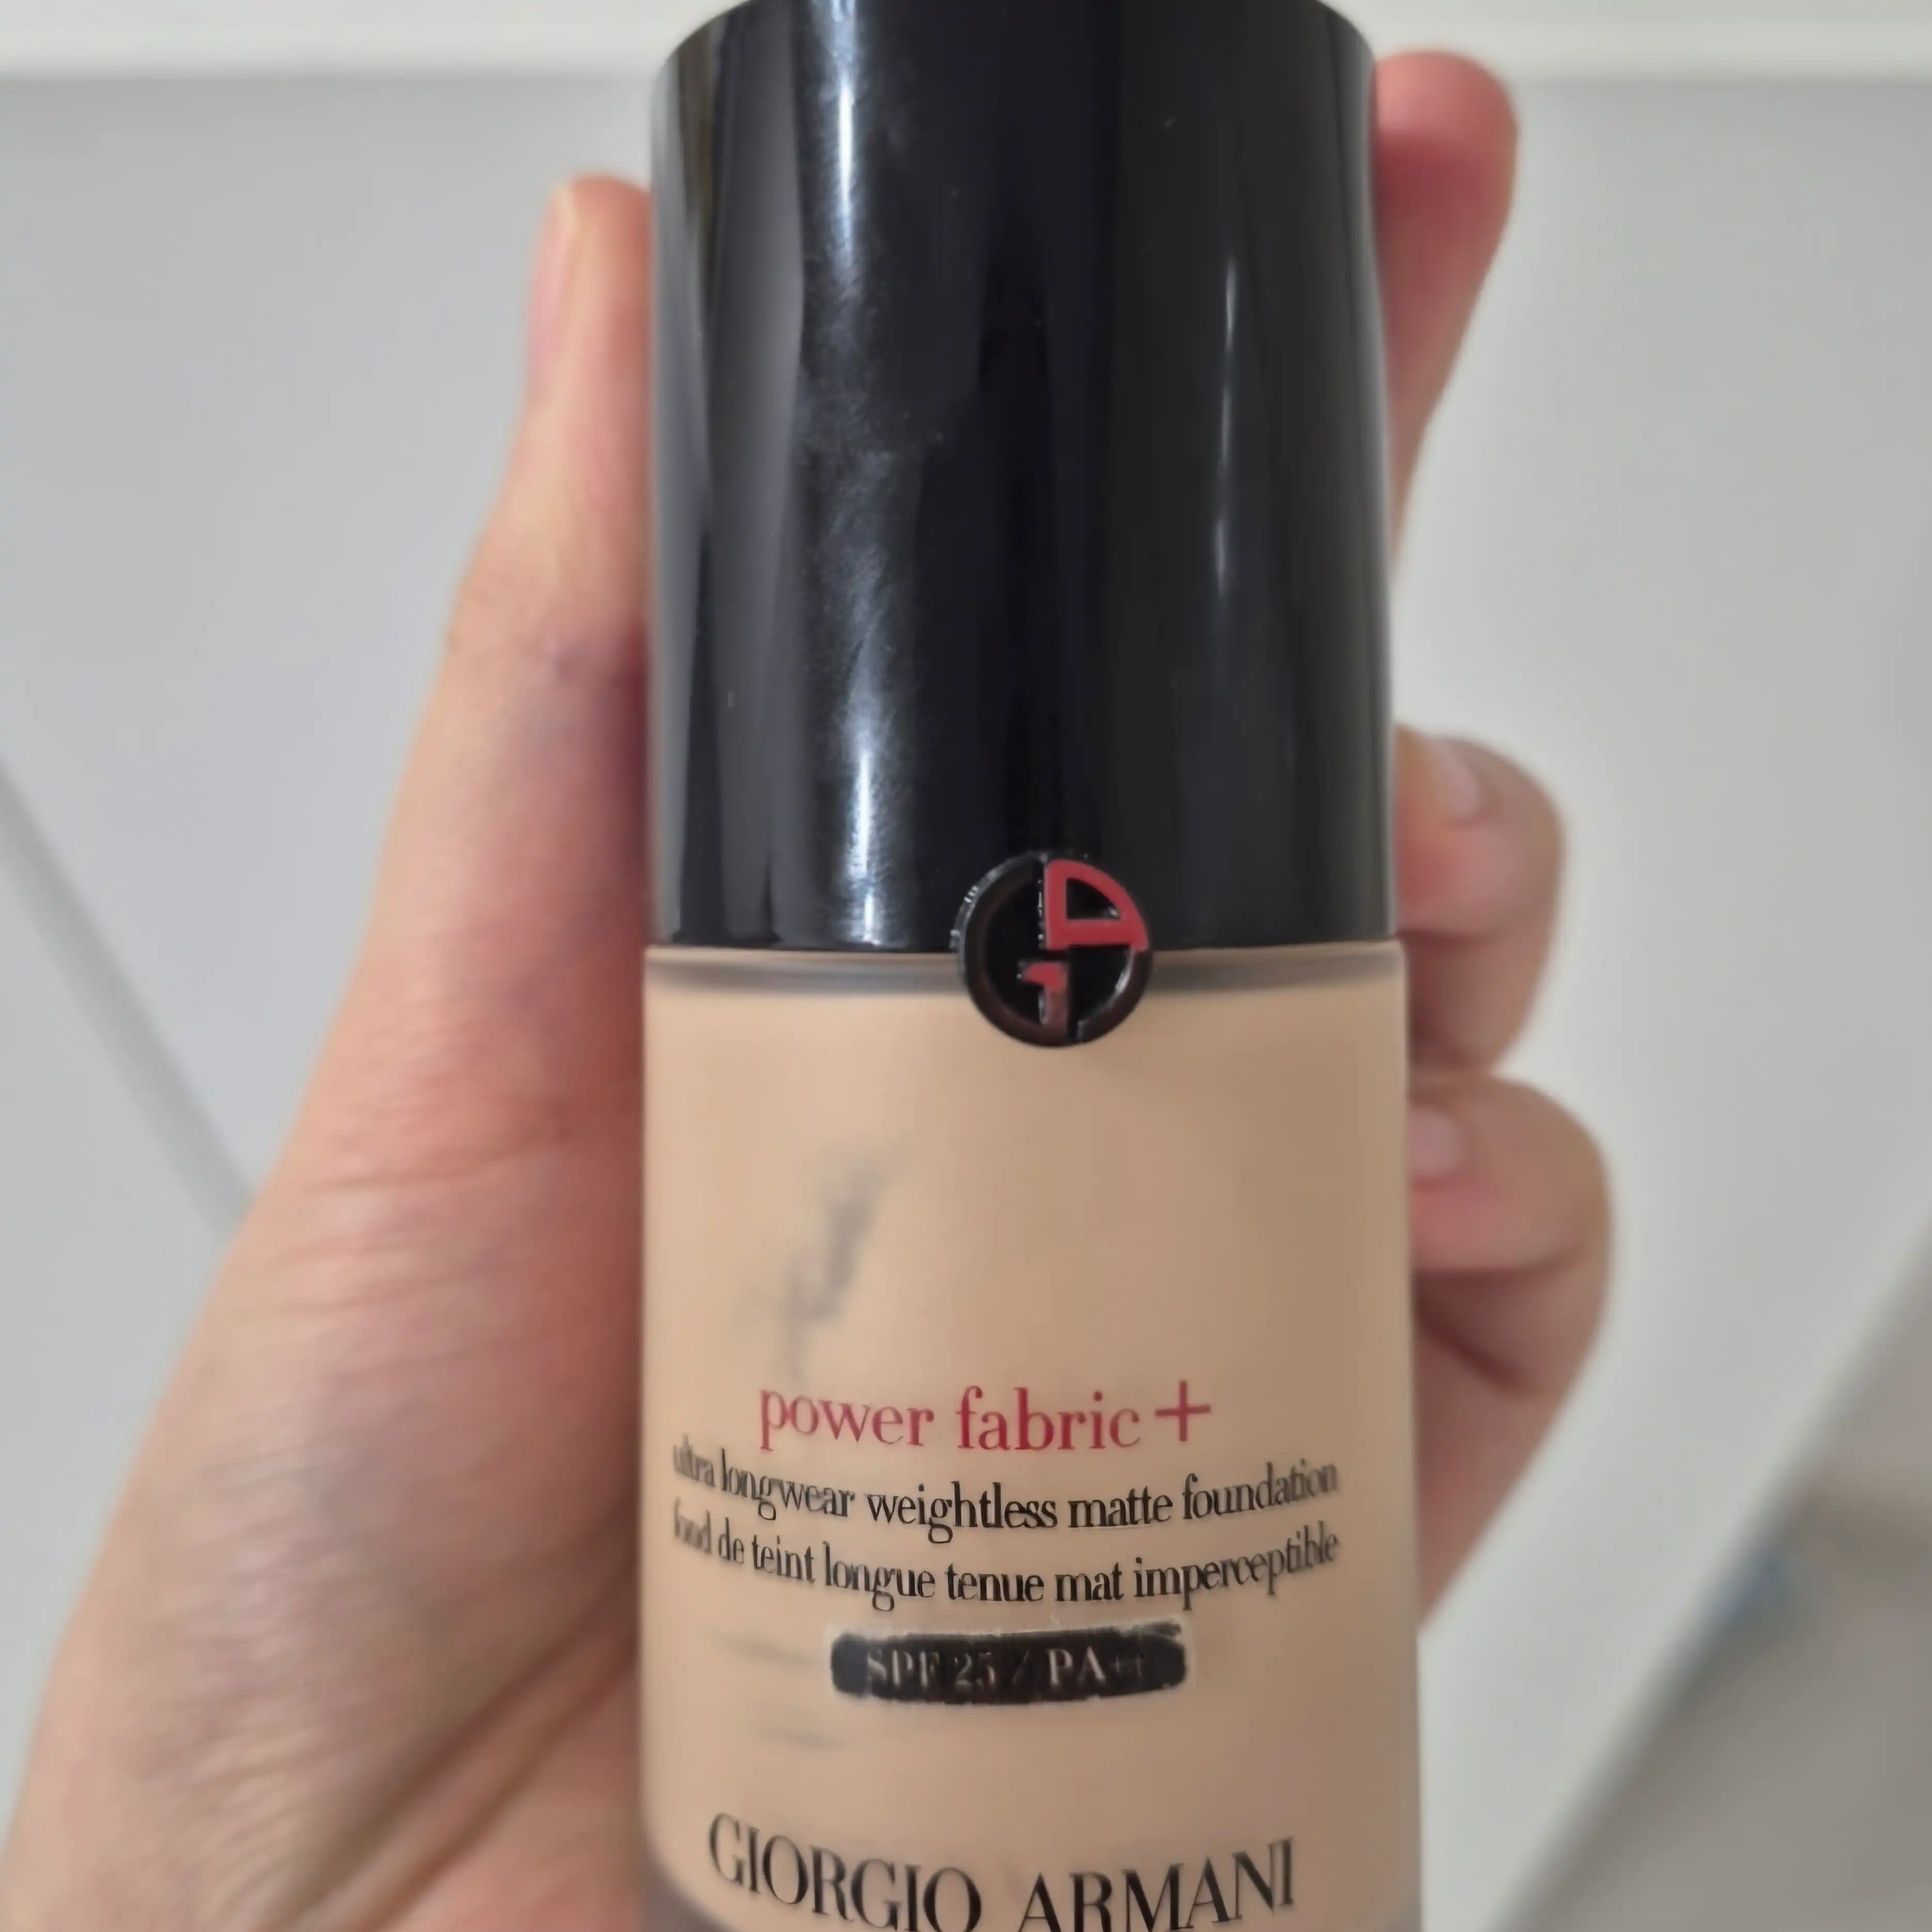 power fabric+
ultra longwear weightless matte foundation
fond de teint longue tenue mat imperceptible
SPF 25 / PA++
GIORGIO ARMANI